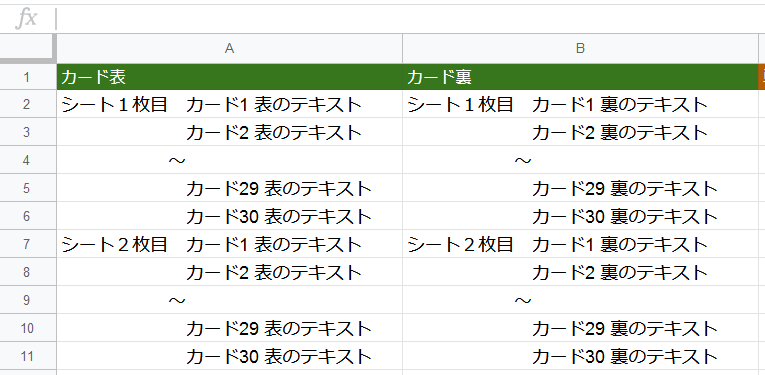 fx
A B
1 カード表 カード裏
2 シート１枚目 カード1 表のテキスト シート１枚目 カード1 裏のテキスト
3 カード2 表のテキスト カード2 裏のテキスト
4 ～ ～
5 カード29 表のテキスト カード29 裏のテキスト
6 カード30 表のテキスト カード30 裏のテキスト
7 シート２枚目 カード1 表のテキスト シート２枚目 カード1 裏のテキスト
8 カード2 表のテキスト カード2 裏のテキスト
9 ～ ～
10 カード29 表のテキスト カード29 裏のテキスト
11 カード30 表のテキスト カード30 裏のテキスト